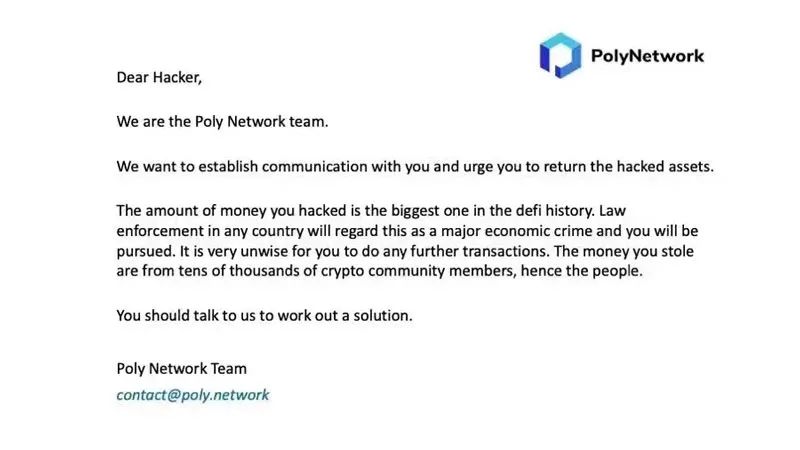 PolyNetwork
Dear Hacker,
We are the Poly Network team.
We want to establish communication with you and urge you to return the hacked assets.
The amount of money you hacked is the biggest one in the defi history. Law
enforcement in any country will regard this as a major economic crime and you will be
pursued. It is very unwise for you to do any further transactions. The money you stole
are from tens of thousands of crypto community members, hence the people.
You should talk to us to work out a solution.
Poly Network Team
contact@poly.network